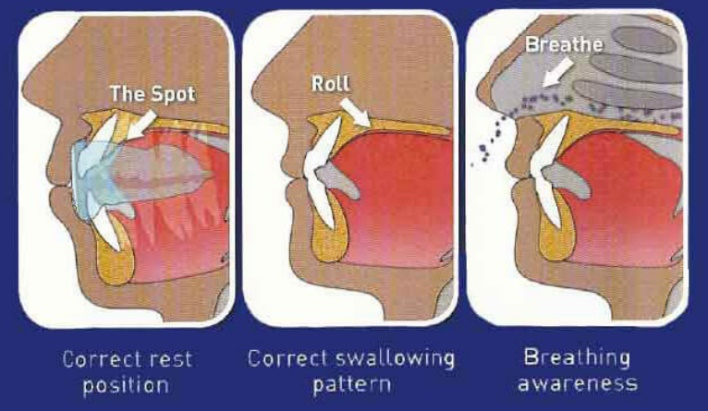 The Spot
Roll
Breathe
Correct rest
position
Correct swallowing
pattern
Breathing
awareness